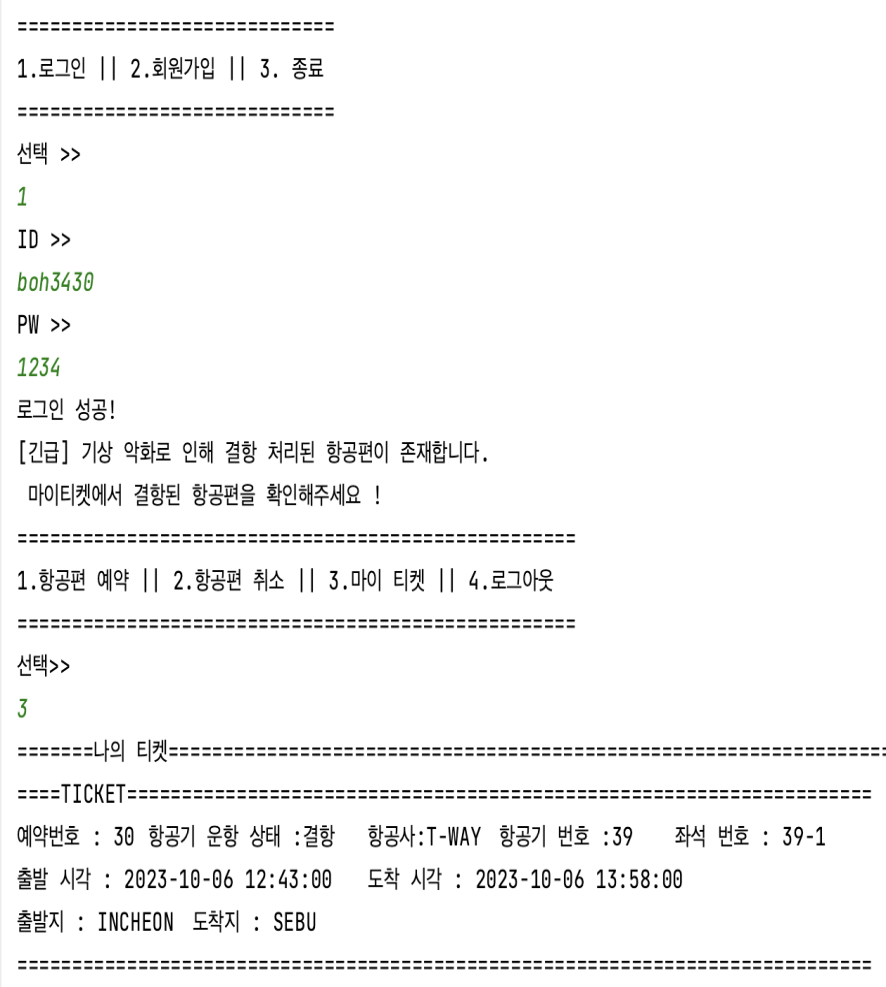 =============================
1.로그인 || 2.회원가입 || 3. 종료
=============================
선택 >>
1
ID >>
boh3430
PW >>
1234
로그인 성공!
[긴급] 기상 악화로 인해 결항 처리된 항공편이 존재합니다.
마이티켓에서 결항된 항공편을 확인해주세요 !
===================================================
1.항공편 예약 || 2.항공편 취소 || 3.마이 티켓 || 4.로그아웃
===================================================
선택>>
3
=======나의 티켓==================================================================
====TICKET====================================================================
예약번호 : 30 항공기 운항 상태 :결항 항공사:T-WAY 항공기 번호 :39 좌석 번호 : 39-1
출발 시각 : 2023-10-06 12:43:00 도착 시각 : 2023-10-06 13:58:00
출발지 : INCHEON 도착지 : SEBU
==============================================================================